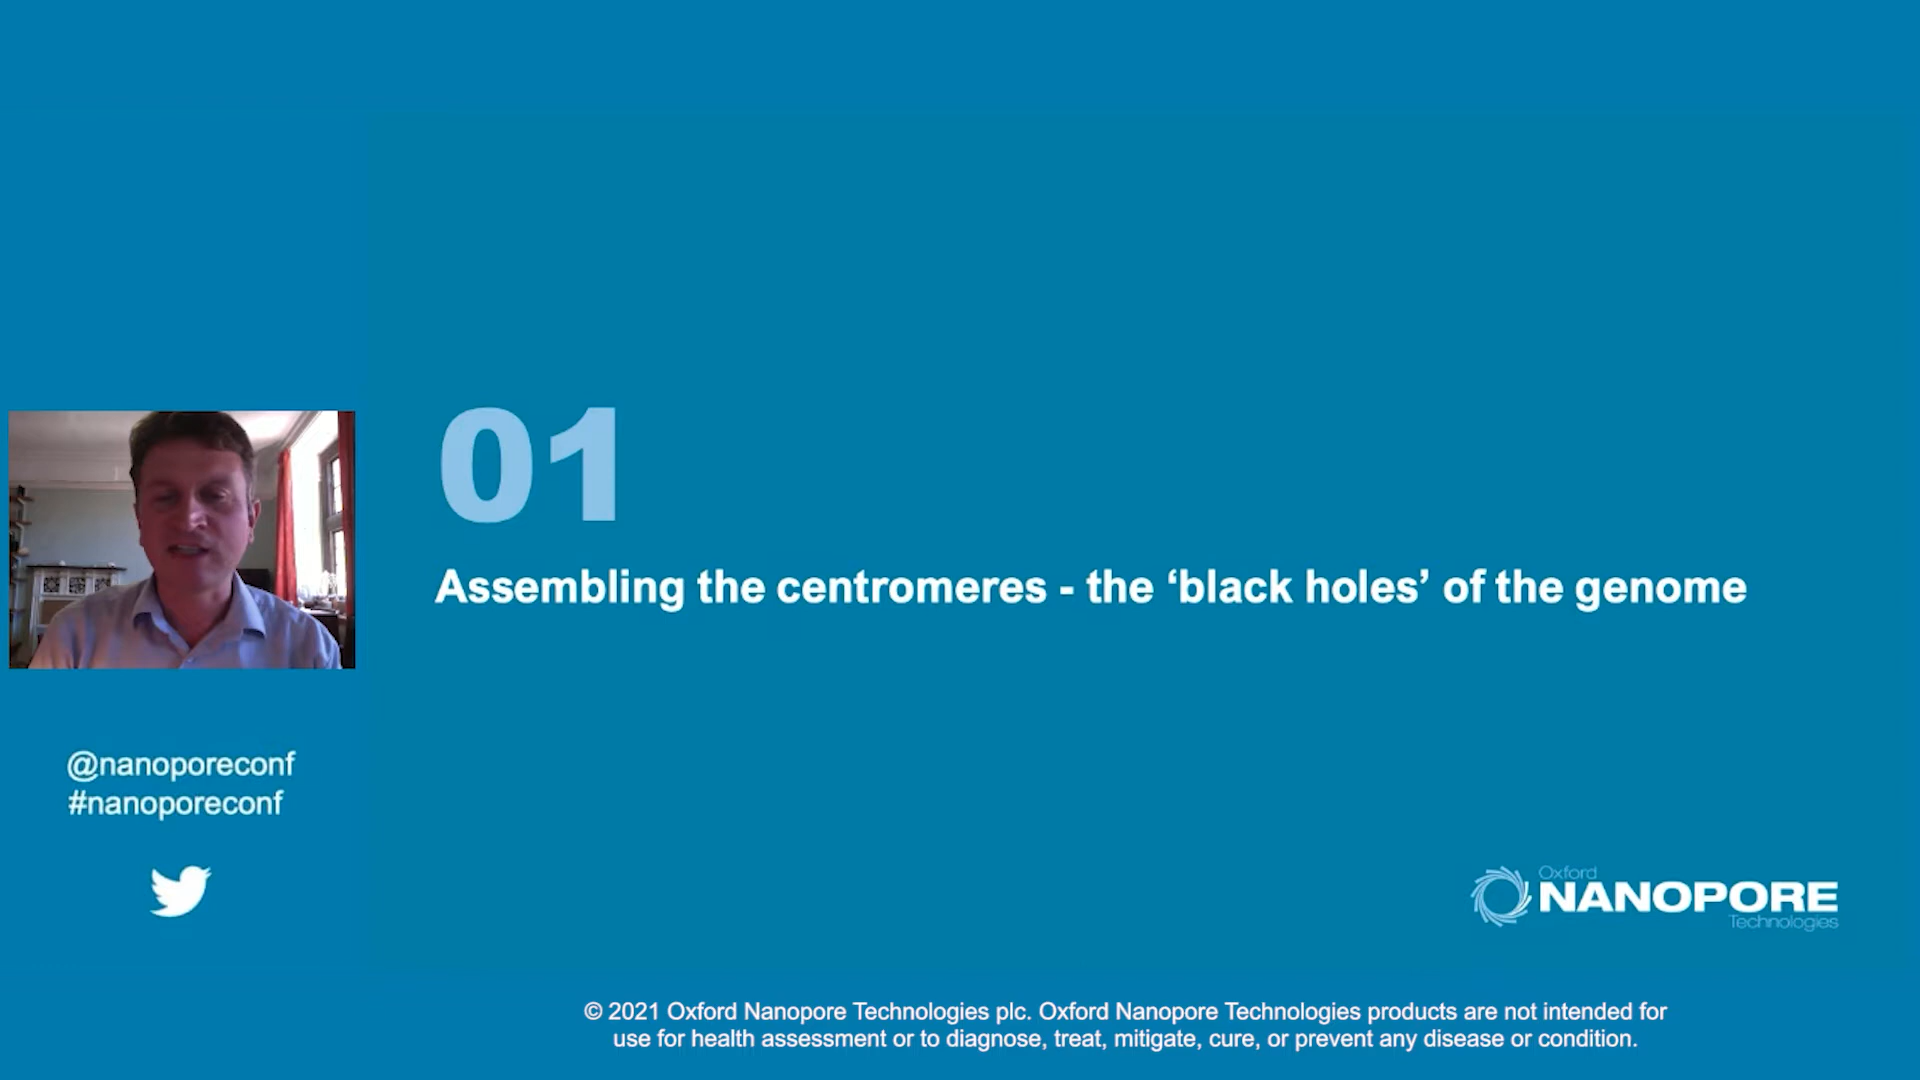 01
Assembling the centromeres - the ‘black holes’ of the genome
@nanoporeconf
#nanoporeconf
Oxford
NANOPORE
Technologies
© 2021 Oxford Nanopore Technologies plc. Oxford Nanopore Technologies products are not intended for
use for health assessment or to diagnose, treat, mitigate, cure, or prevent any disease or condition.